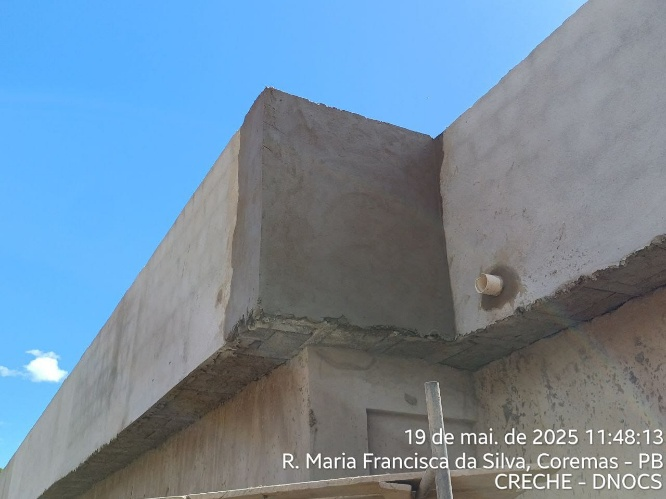 19 de mai. de 2025 11:48:13
R. Maria Francisca da Silva, Coremas - PB
CRECHE - DNOCS